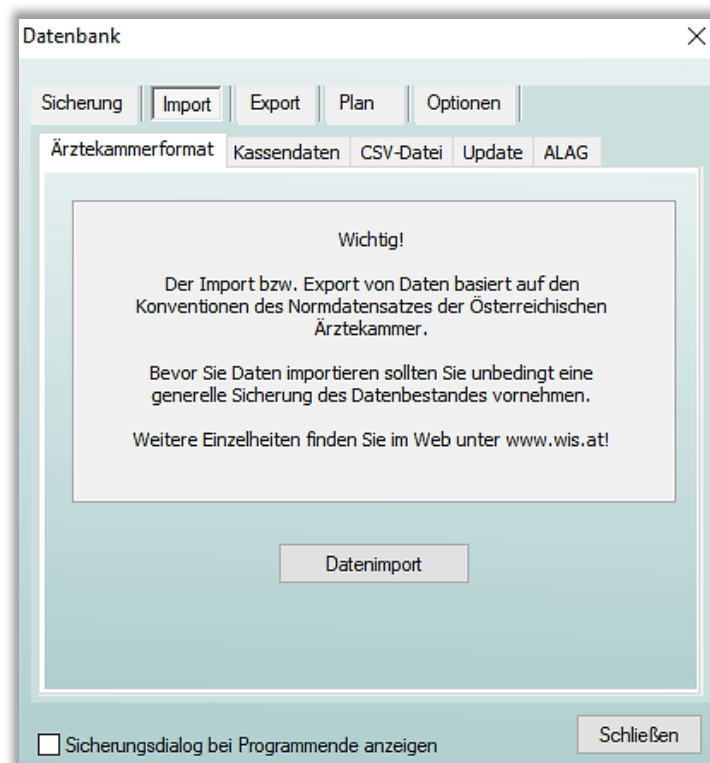 Datenbank
Sicherung Import Export Plan Optionen
Ärztekammerformat Kassendaten CSV-Datei Update ALAG
Wichtig!
Der Import bzw. Export von Daten basiert auf den
Konventionen des Normdatensatzes der Österreichischen
Ärztekammer.
Bevor Sie Daten importieren sollten Sie unbedingt eine
generelle Sicherung des Datenbestandes vornehmen.
Weitere Einzelheiten finden Sie im Web unter www.wis.at!
Datenimport
Sicherungsdialog bei Programmende anzeigen
Schließen